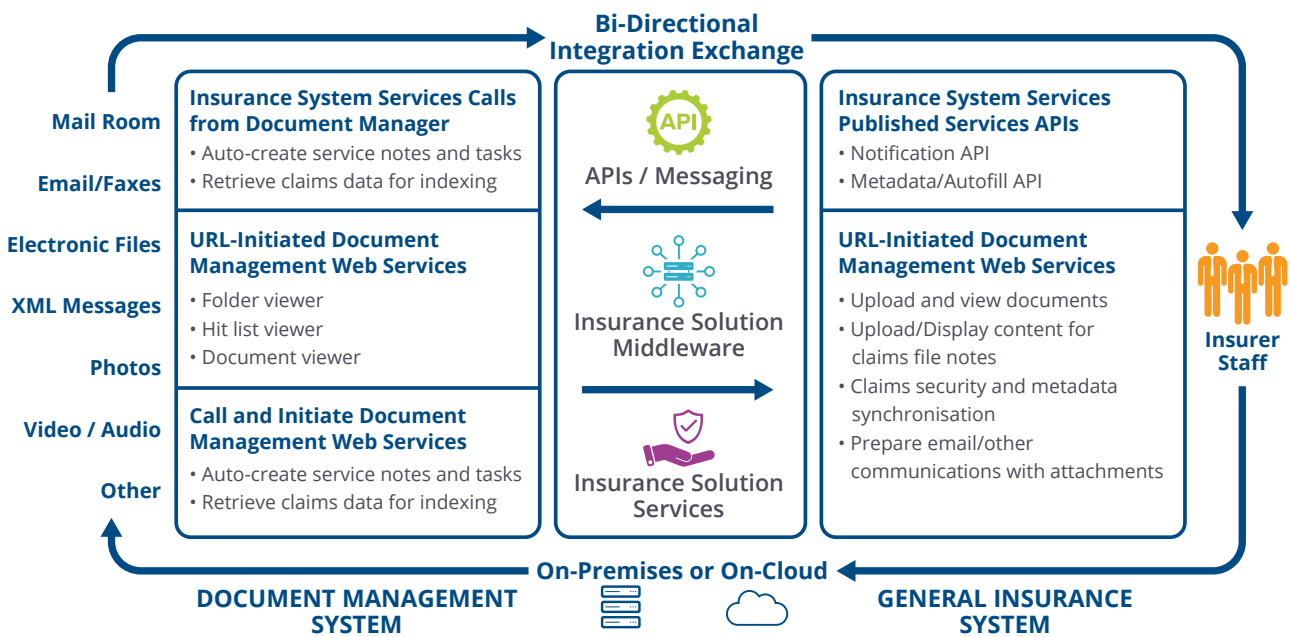 Bi-Directional
Integration Exchange
Mail Room
Email/Faxes
Electronic Files
XML Messages
Photos
Video / Audio
Other
Insurance System Services Calls
from Document Manager
• Auto-create service notes and tasks
• Retrieve claims data for indexing
URL-Initiated Document
Management Web Services
• Folder viewer
• Hit list viewer
• Document viewer
Call and Initiate Document
Management Web Services
• Auto-create service notes and tasks
• Retrieve claims data for indexing
API
APIs / Messaging
Insurance Solution
Middleware
Insurance Solution
Services
Insurance System Services
Published Services APIs
• Notification API
• Metadata/Autofill API
URL-Initiated Document
Management Web Services
• Upload and view documents
• Upload/Display content for
claims file notes
• Claims security and metadad
synchronisation
• Prepare email/other
communications with attachments
Insurer
Staff
On-Premises or On-Cloud
DOCUMENT MANAGEMENT
SYSTEM
GENERAL INSURANCE
SYSTEM